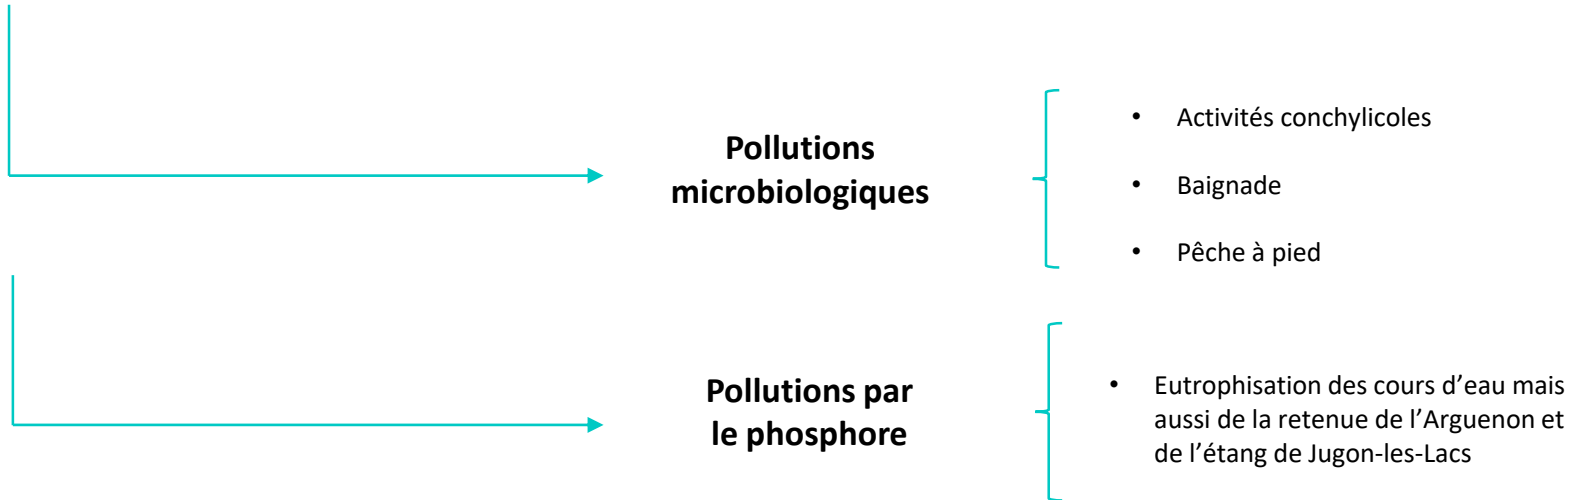 Pollutions
microbiologiques
• Activités conchylicoles
• Baignade
• Pêche à pied
Pollutions par
le phosphore
• Eutrophisation des cours d’eau mais
aussi de la retenue de l’Arguenon et
de l’étang de Jugon-les-Lacs